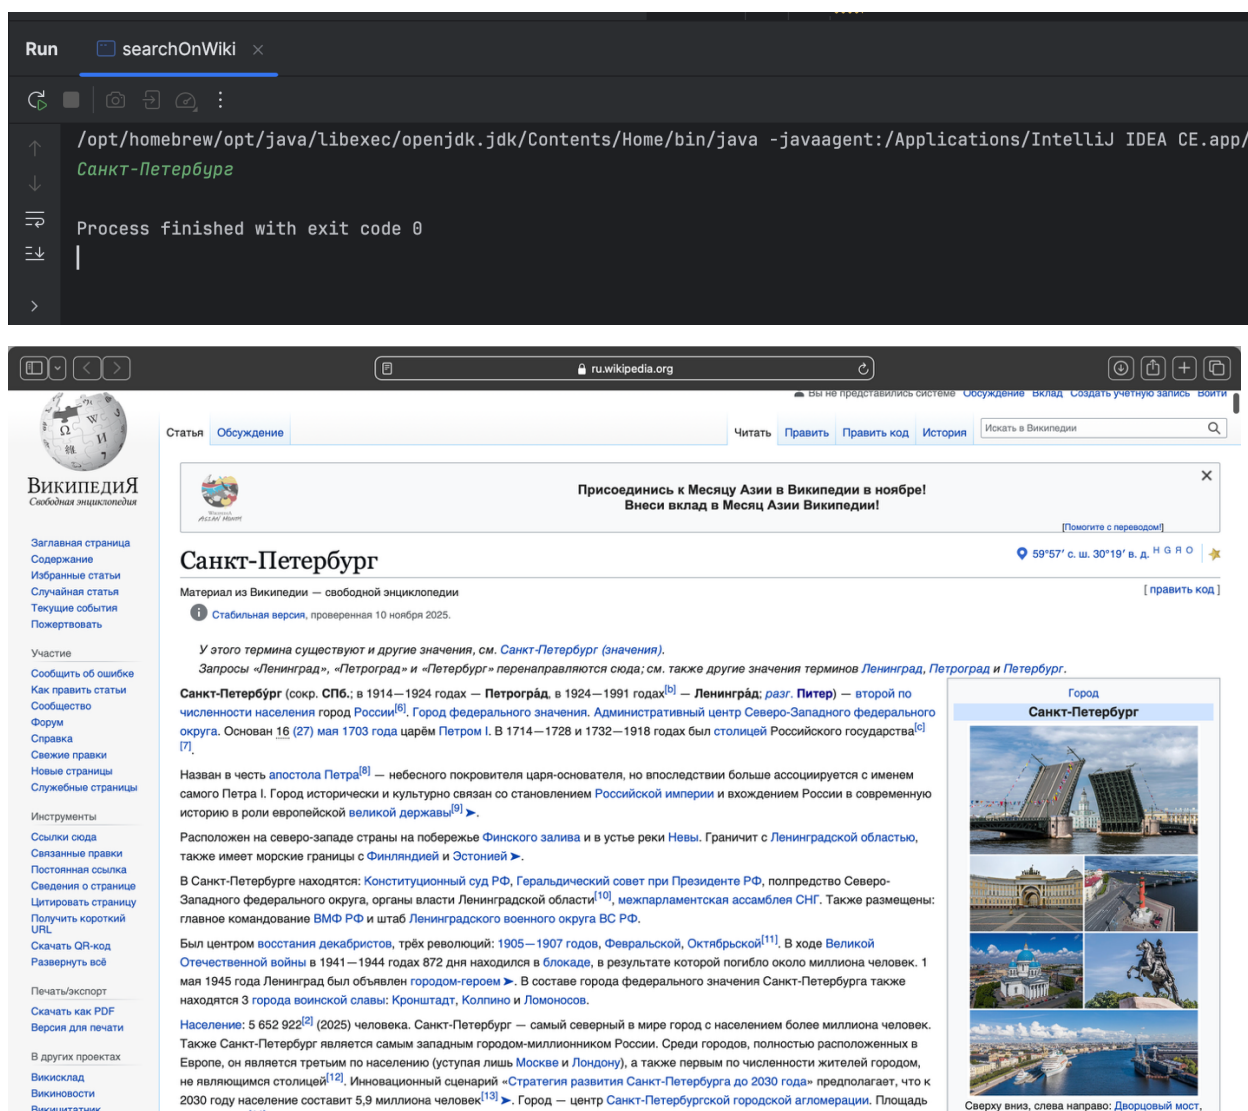 Run searchOnWiki
/opt/homebrew/opt/java/libexec/openjdk.jdk/Contents/Home/bin/java -javaagent:/Applications/IntelliJ IDEA CE.app/
Санкт-Петербург
Process finished with exit code 0
ru.wikipedia.org
Вы не представились системе Обсуждение Вклад Создать учётную запись Войти
Статья Обсуждение Читать Править Править код История Искать в Википедии
ВикипедиЯ
Свободная энциклопедия
Присоединись к Месяцу Азии в Википедии в ноябре!
Внеси вклад в Месяц Азии Википедии!
WIKIPEDIA
ASIAN MONTH
[Помогите с переводом!]
Заглавная страница
Содержание
Избранные статьи
Случайная статья
Текущие события
Пожертвовать
Участие
Сообщить об ошибке
Как править статьи
Сообщество
Форум
Справка
Свежие правки
Новые страницы
Служебные страницы
Инструменты
Ссылки сюда
Связанные правки
Постоянная ссылка
Сведения о странице
Цитировать страницу
Получить короткий
URL
Скачать QR-код
Развернуть всё
Печать/экспорт
Скачать как PDF
Версия для печати
В других проектах
Викисклад
Викиновости
Викицитатник
Санкт-Петербург
59°57′ с. ш. 30°19′ в. д. H G Я O
Материал из Википедии — свободной энциклопедии
[ править код ]
Стабильная версия, проверенная 10 ноября 2025.
У этого термина существуют и другие значения, см. Санкт-Петербург (значения).
Запросы «Ленинград», «Петроград» и «Петербург» перенаправляются сюда; см. также другие значения терминов Ленинград, Петроград и Петербург.
Санкт-Петербу́рг (сокр. СПб.; в 1914—1924 годах — Петрогра́д, в 1924—1991 годах[b] — Ленингра́д; разг. Питер) — второй по
численности населения город России[6]. Город федерального значения. Административный центр Северо-Западного федерального
округа. Основан 16 (27) мая 1703 года царём Петром I. В 1714—1728 и 1732—1918 годах был столицей Российского государства[c]
[7].
Назван в честь апостола Петра[8] — небесного покровителя царя-основателя, но впоследствии больше ассоциируется с именем
самого Петра I. Город исторически и культурно связан со становлением Российской империи и вхождением России в современную
историю в роли европейской великой державы[9] ➤.
Расположен на северо-западе страны на побережье Финского залива и в устье реки Невы. Граничит с Ленинградской областью,
также имеет морские границы с Финляндией и Эстонией ➤.
В Санкт-Петербурге находятся: Конституционный суд РФ, Геральдический совет при Президенте РФ, полпредство Северо-
Западного федерального округа, органы власти Ленинградской области[10], межпарламентская ассамблея СНГ. Также размещены:
главное командование ВМФ РФ и штаб Ленинградского военного округа ВС РФ.
Был центром восстания декабристов, трёх революций: 1905—1907 годов, Февральской, Октябрьской[11]. В ходе Великой
Отечественной войны в 1941—1944 годах 872 дня находился в блокаде, в результате которой погибло около миллиона человек. 1
мая 1945 года Ленинград был объявлен городом-героем ➤. В составе города федерального значения Санкт-Петербурга также
находятся 3 города воинской славы: Кронштадт, Колпино и Ломоносов.
Население: 5 652 922[2] (2025) человека. Санкт-Петербург — самый северный в мире город с населением более миллиона человек.
Также Санкт-Петербург является самым западным городом-миллионником России. Среди городов, полностью расположенных в
Европе, он является третьим по населению (уступая лишь Москве и Лондону), а также первым по численности жителей городом,
не являющимся столицей[12]. Инновационный сценарий «Стратегия развития Санкт-Петербурга до 2030 года» предполагает, что к
2030 году население составит 5,9 миллиона человек[13] ➤. Город — центр Санкт-Петербургской городской агломерации. Площадь
Город
Санкт-Петербург
Сверху вниз, слева направо: Дворцовый мост,